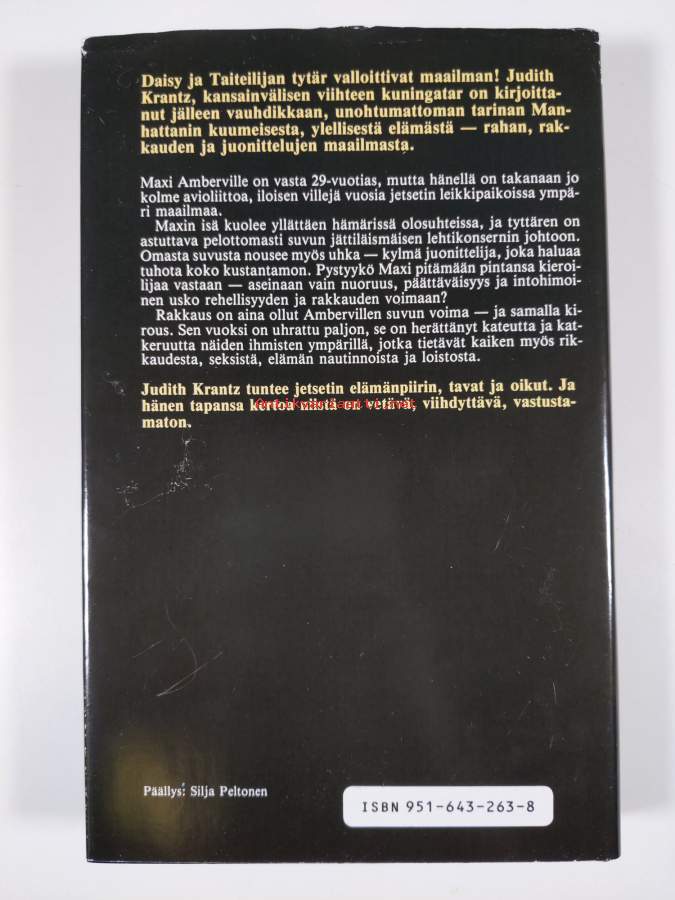 Daisy ja Taiteilijan tytär valloittivat maailman! Judith
Krantz, kansainvälisen viihteen kuningatar on kirjoitta-
nut jälleen vauhdikkaan, unohtumattoman tarinan Man-
hattanin kuumeisesta, ylellisestä elämästä — rahan, rak-
kauden ja juonittelujen maailmasta.
Maxi Amberville on vasta 29-vuotias, mutta hänellä on takanaan jo
kolme avioliittoa, iloisen villejä vuosia jetsetin leikkipaikoissa ympä-
ri maailmaa.
Maxin isä kuolee yllättäen hämärissä olosuhteissa, ja tyttären on
astuttava pelottomasti suvun jättiläismäisen lehtikonsernin johtoon.
Omasta suvusta nousee myös uhka — kylmä juonittelija, joka haluaa
tuhota koko kustantamon. Pystyykö Maxi pitämään pintansa kieroi-
lijaa vastaan — aseinaan vain nuoruus, päättäväisyys ja intohimoi-
nen usko rehellisyyden ja rakkauden voimaan?
Rakkaus on aina ollut Ambervillen suvun voima — ja samalla ki-
rous. Sen vuoksi on uhrattu paljon, se on herättänyt kateutta ja kat-
keruutta näiden ihmisten ympärillä, jotka tietävät kaiken myös rik-
kaudesta, seksistä, elämän nautinnoista ja loistosta.
Judith Krantz tuntee jetsetin elämänpiirin, tavat ja oikut. Ja
hänen tapansa kertoa niistä on vetävä, viihdyttävä, vastusta-
maton.
Antikvariaatti.net
Päällys: Silja Peltonen
ISBN 951-643-263-8